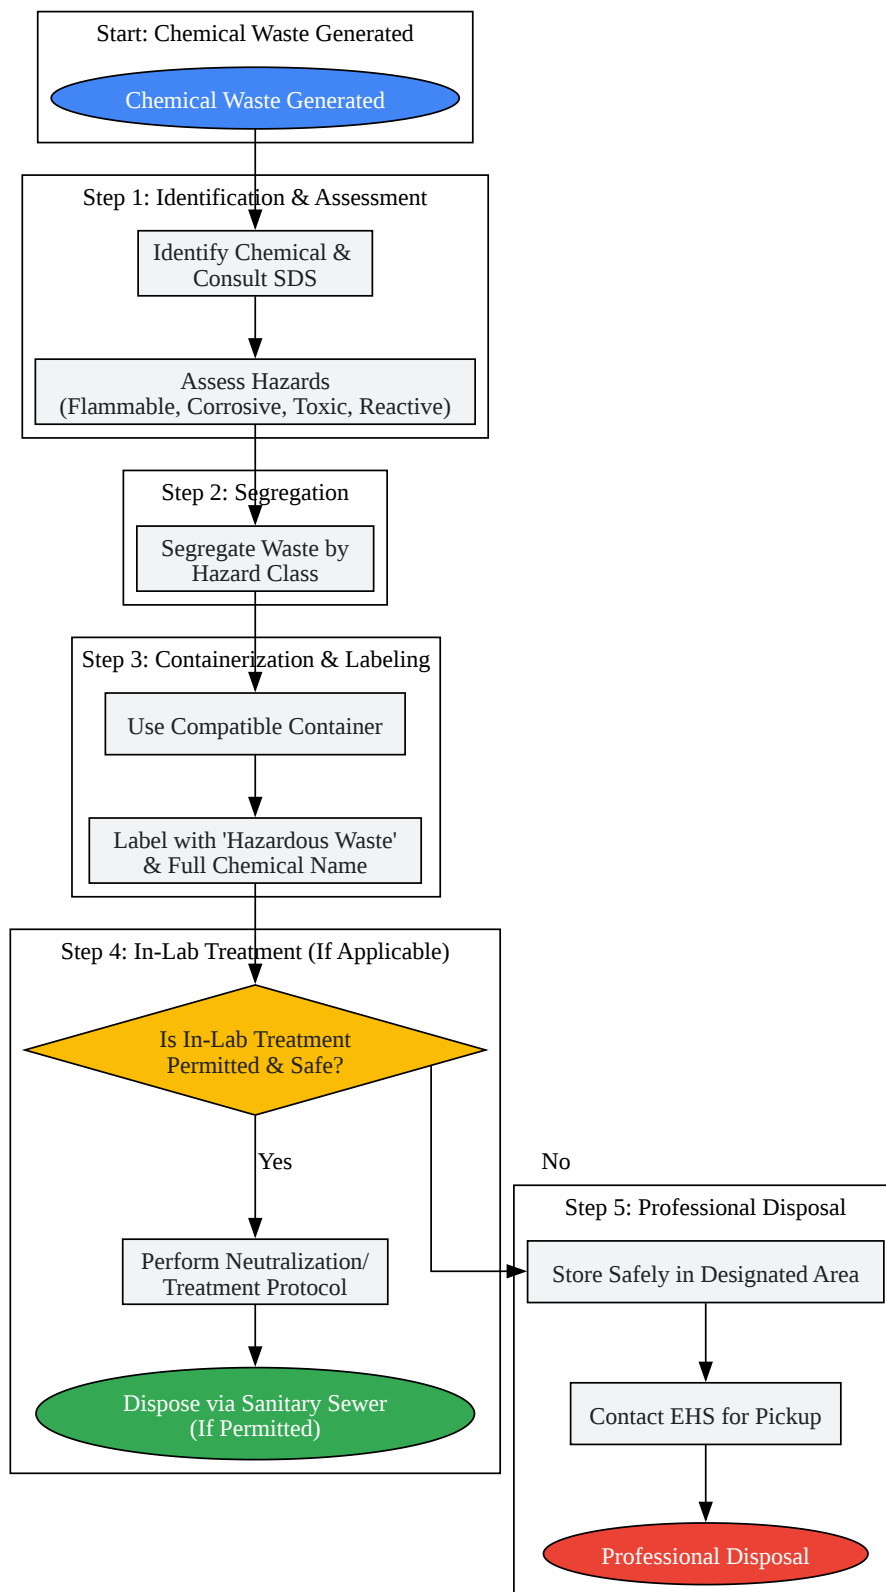 Start: Chemical Waste Generated
Chemical Waste Generated
Step 1: Identification & Assessment
Identify Chemical &
Consult SDS
Assess Hazards
(Flammable, Corrosive, Toxic, Reactive)
Step 2: Segregation
Segregate Waste by
Hazard Class
Step 3: Containerization & Labeling
Use Compatible Container
Label with 'Hazardous Waste'
& Full Chemical Name
Step 4: In-Lab Treatment (If Applicable)
Is In-Lab Treatment
Permitted & Safe?
Yes
No
Perform Neutralization/
Treatment Protocol
Dispose via Sanitary Sewer
(If Permitted)
Step 5: Professional Disposal
Store Safely in Designated Area
Contact EHS for Pickup
Professional Disposal